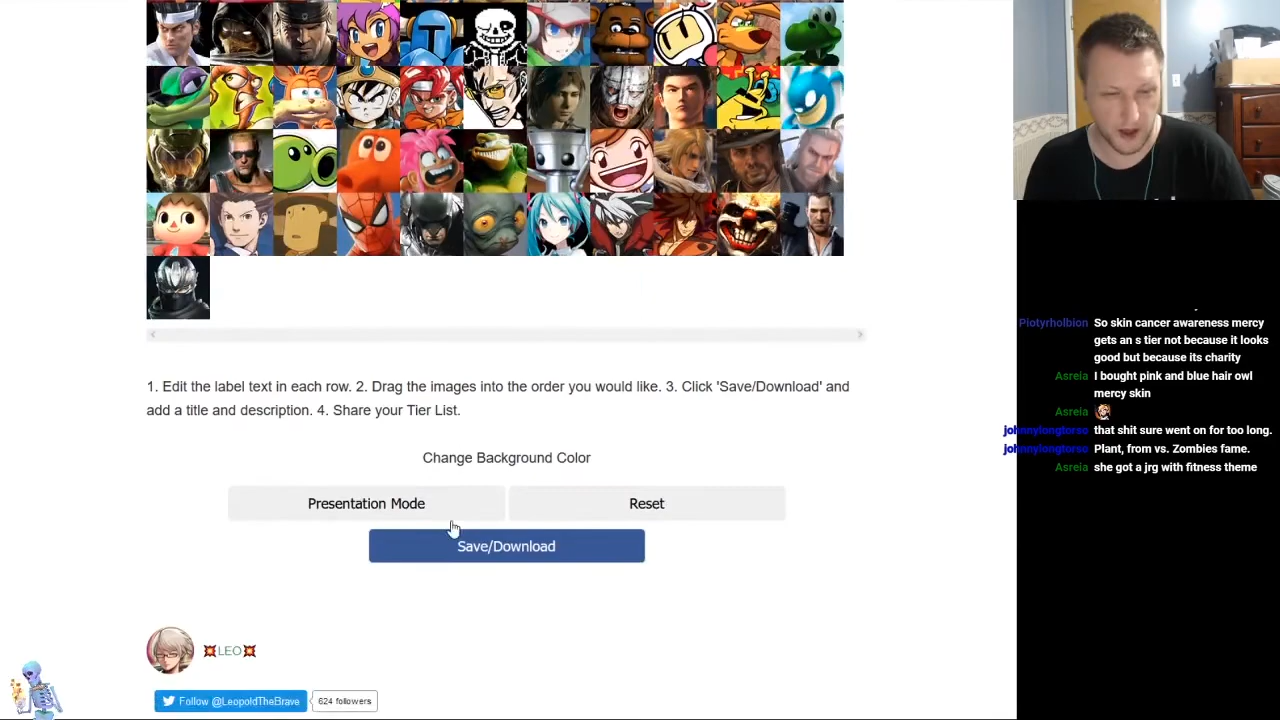 1. Edit the label text in each row. 2. Drag the images into the order you would like. 3. Click 'Save/Download' and
add a title and description. 4. Share your Tier List.
Change Background Color
Presentation Mode
Reset
Save/Download
LEO
Follow @LeopoldTheBrave
624 followers
Piotyrholbion So skin cancer awareness mercy
gets an s tier not because it looks
good but because its charity
Asreia I bought pink and blue hair owl
mercy skin
Asreia
johnnylongtorso that shit sure went on for too long.
johnnylongtorso Plant, from vs. Zombies fame.
Asreia she got a jrg with fitness theme